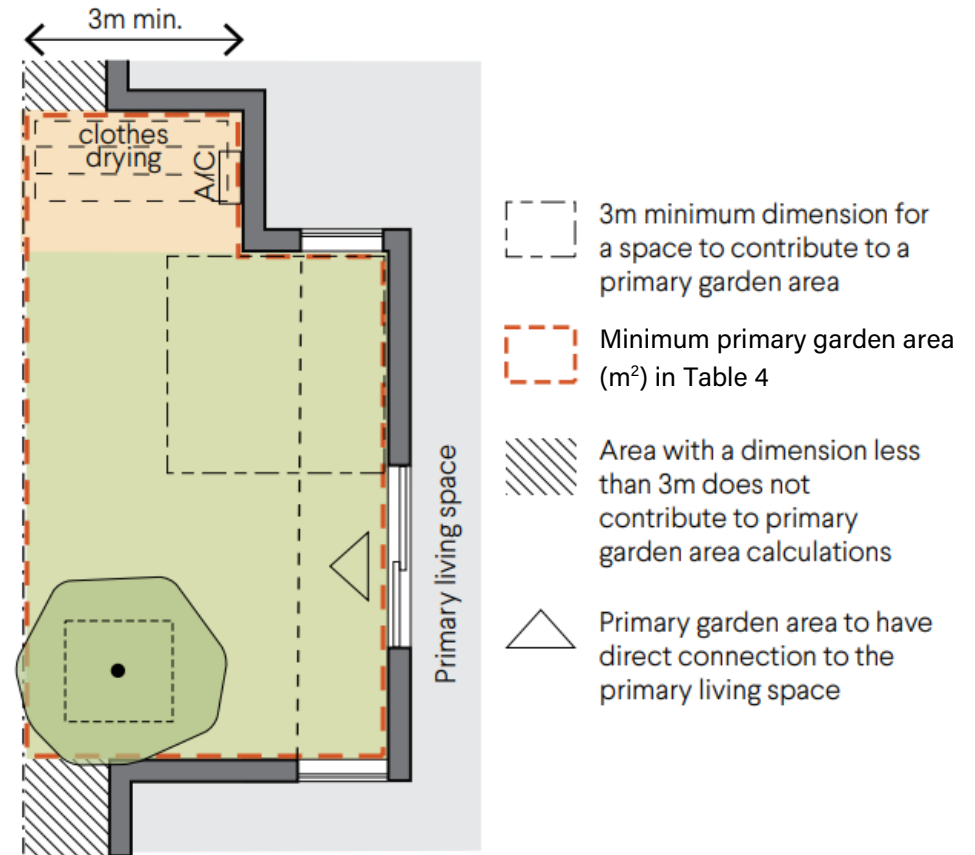 3m min.
clothes
drying
A/C
Primary living space
3m minimum dimension for
a space to contribute to a
primary garden area
Minimum primary garden area
(m²) in Table 4
Area with a dimension less
than 3m does not
contribute to primary
garden area calculations
Primary garden area to have
direct connection to the
primary living space